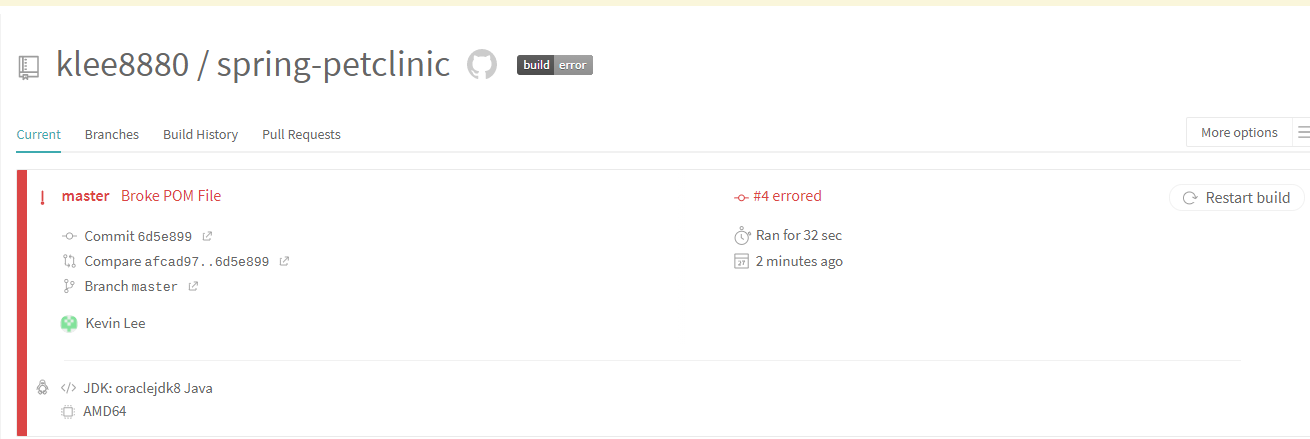 klee8880 / spring-petclinic build error
Current Branches Build History Pull Requests More options
master Broke POM File #4 errored Restart build
Commit 6d5e899 Ran for 32 sec
Compare afcad97..6d5e899 27 2 minutes ago
Branch master
Kevin Lee
</> JDK: oraclejdk8 Java
AMD64